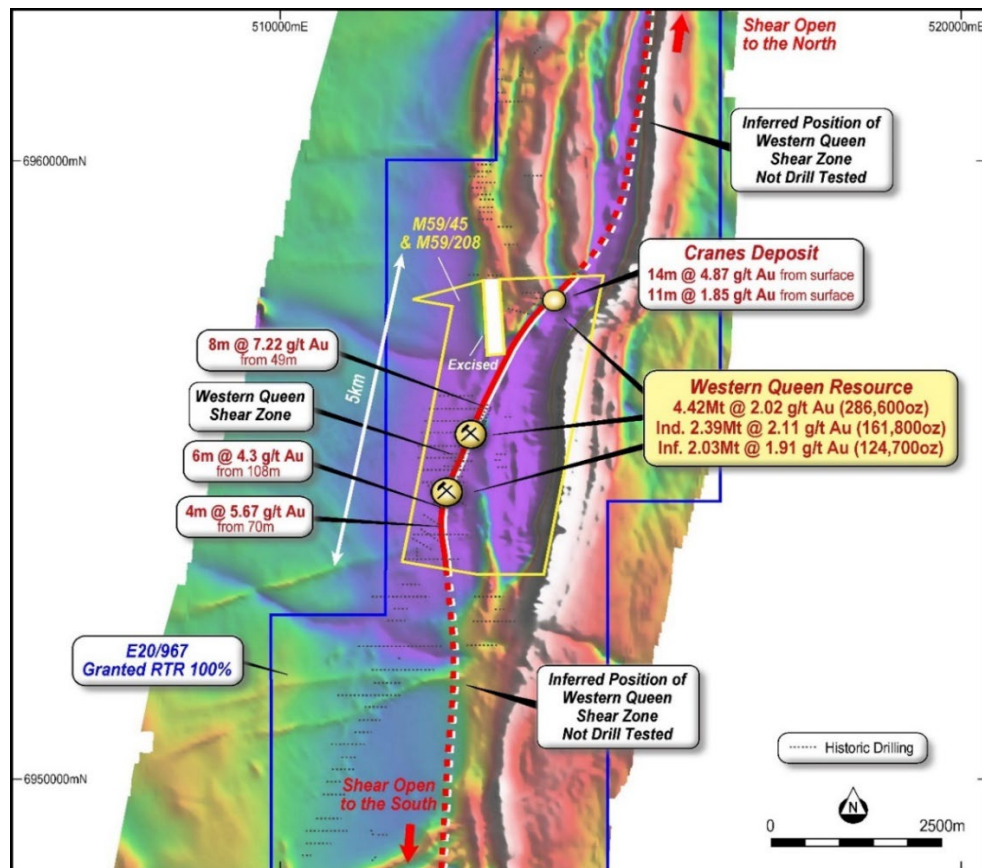 510000mE
520000mE
Shear Open
to the North
Inferred Position of
Western Queen
Shear Zone
Not Drill Tested
6960000mN
M59/45
& M59/208
Cranes Deposit
14m @ 4.87 g/t Au from surface
11m @ 1.85 g/t Au from surface
8m @ 7.22 g/t Au
from 49m
Excised
5km
Western Queen
Shear Zone
Western Queen Resource
4.42Mt @ 2.02 g/t Au (286,600oz)
Ind. 2.39Mt @ 2.11 g/t Au (161,800oz)
Inf. 2.03Mt @ 1.91 g/t Au (124,700oz)
6m @ 4.3 g/t Au
from 108m
4m @ 5.67 g/t Au
from 70m
E20/967
Granted RTR 100%
Inferred Position of
Western Queen
Shear Zone
Not Drill Tested
Historic Drilling
6950000mN
Shear Open
to the South
N
0 2500m